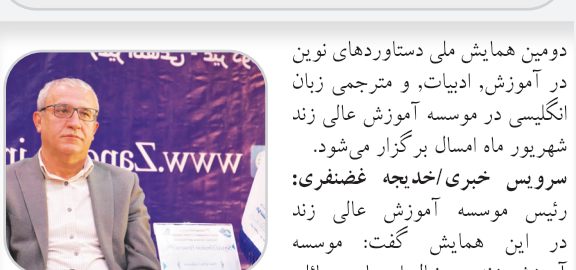 دومین همایش ملی دستاوردهای نوین
در آموزش, ادبیات, و مترجمی زبان
انگلیسی در موسسه آموزش عالی زند
شهریور ماه امسال برگزار می‌شود.
سرویس خبری/خدیجه غضنفری:
رئیس موسسه آموزش عالی زند
در این همایش گفت: موسسه
www.Zand